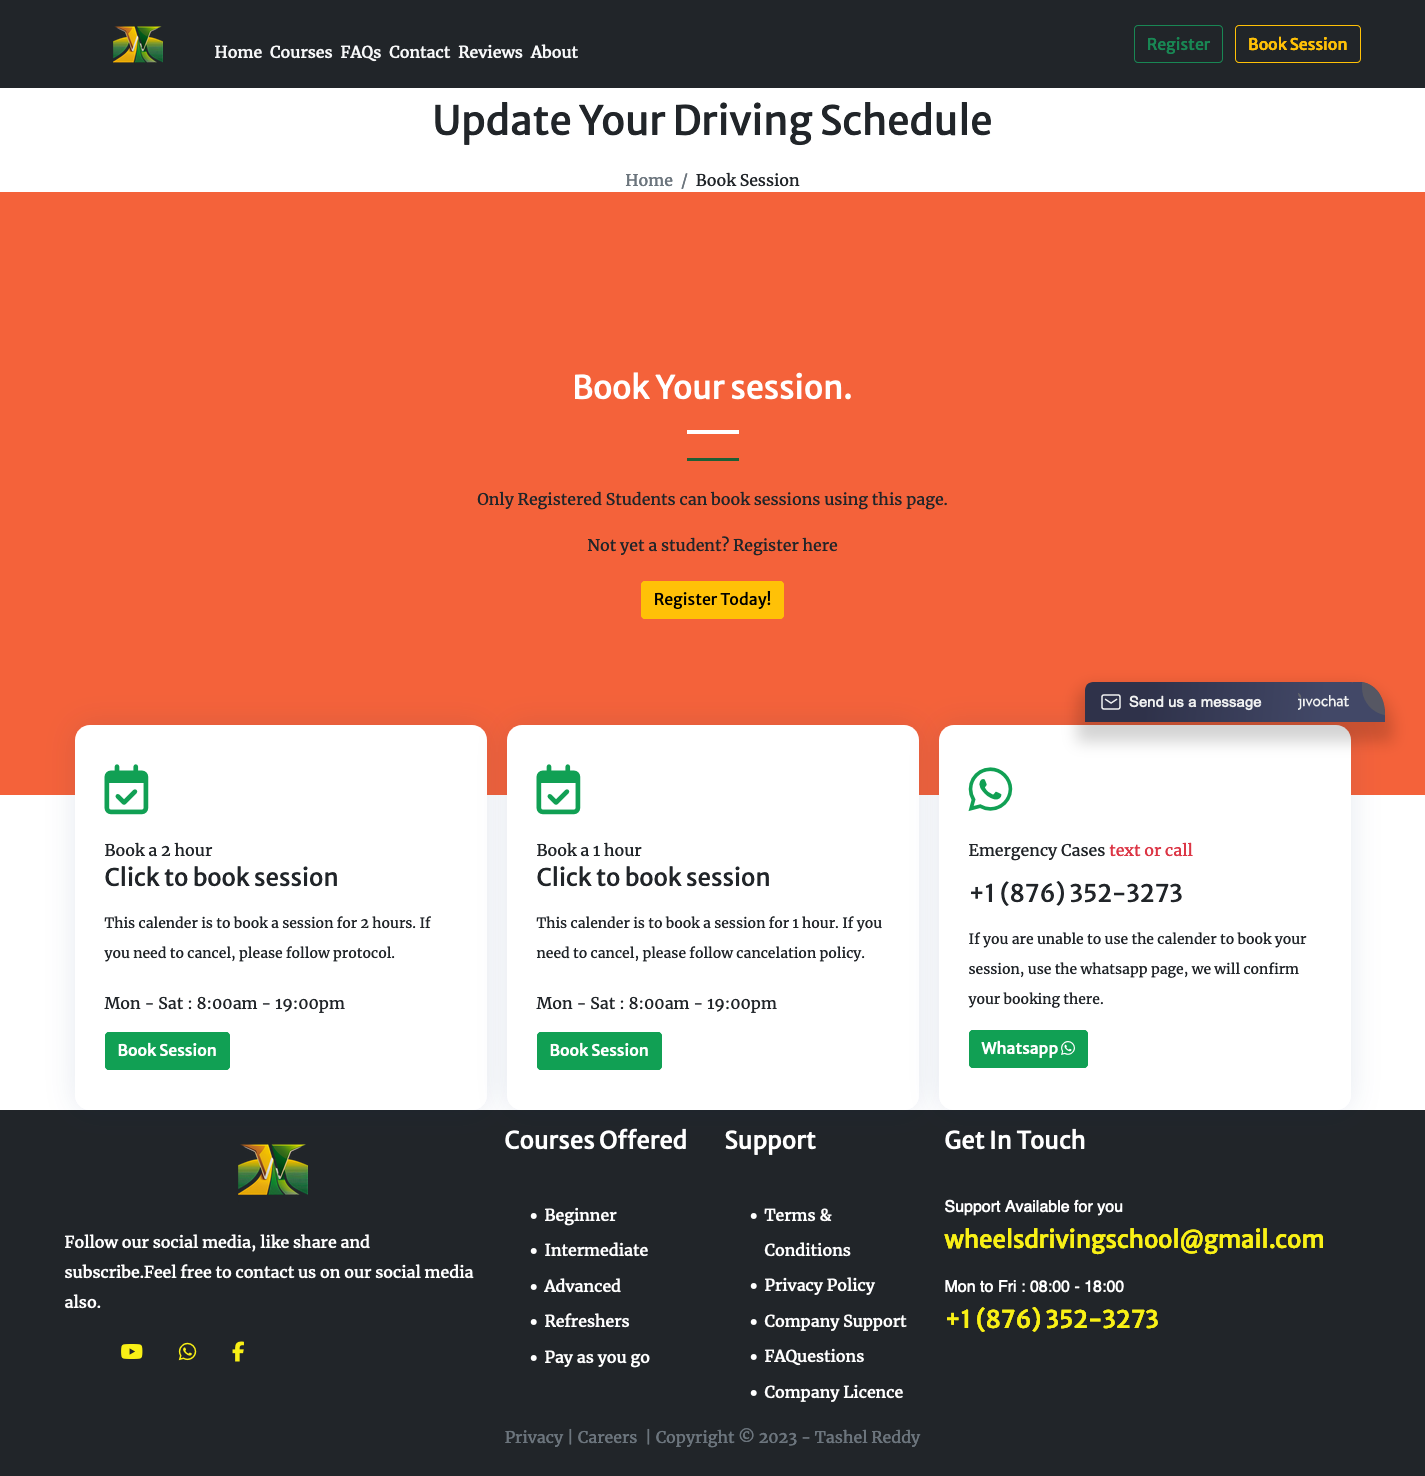 Home Courses FAQs Contact Reviews About
Register
Book Session
Update Your Driving Schedule
Home / Book Session
Book Your session.
Only Registered Students can book sessions using this page.
Not yet a student? Register here
Register Today!
Send us a message
jivochat
Book a 2 hour
Click to book session
This calender is to book a session for 2 hours. If
you need to cancel, please follow protocol.
Mon - Sat : 8:00am - 19:00pm
Book Session
Book a 1 hour
Click to book session
This calender is to book a session for 1 hour. If you
need to cancel, please follow cancelation policy.
Mon - Sat : 8:00am - 19:00pm
Book Session
Emergency Cases text or call
+1 (876) 352-3273
If you are unable to use the calender to book your
session, use the whatsapp page, we will confirm
your booking there.
Whatsapp
Follow our social media, like share and
subscribe.Feel free to contact us on our social media
also.
Courses Offered
Beginner
Intermediate
Advanced
Refreshers
Pay as you go
Support
Terms &
Conditions
Privacy Policy
Company Support
FAQuestions
Company Licence
Get In Touch
Support Available for you
wheelsdrivingschool@gmail.com
Mon to Fri : 08:00 - 18:00
+1 (876) 352-3273
Privacy | Careers | Copyright © 2023 - Tashel Reddy